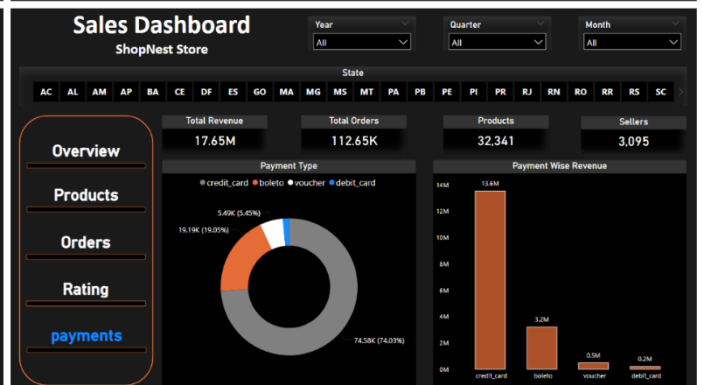 Sales Dashboard
ShopNest Store
Year
All
Quarter
All
Month
All
State
AC AL AM AP BA CE DF ES GO MA MG MS MT PA PB PE PI PR RJ RN RO RR RS SC
Total Revenue
17.65M
Total Orders
112.65K
Products
32,341
Sellers
3,095
Overview
Products
Orders
Rating
payments
Payment Type
credit_card boleto voucher debit_card
5.49K (5.45%)
19.19K (19.05%)
74.58K (74.03%)
Payment Wise Revenue
14M
12M
10M
8M
6M
4M
2M
0M
13.6M
3.2M
0.5M
0.2M
credit_card boleto voucher debit_card